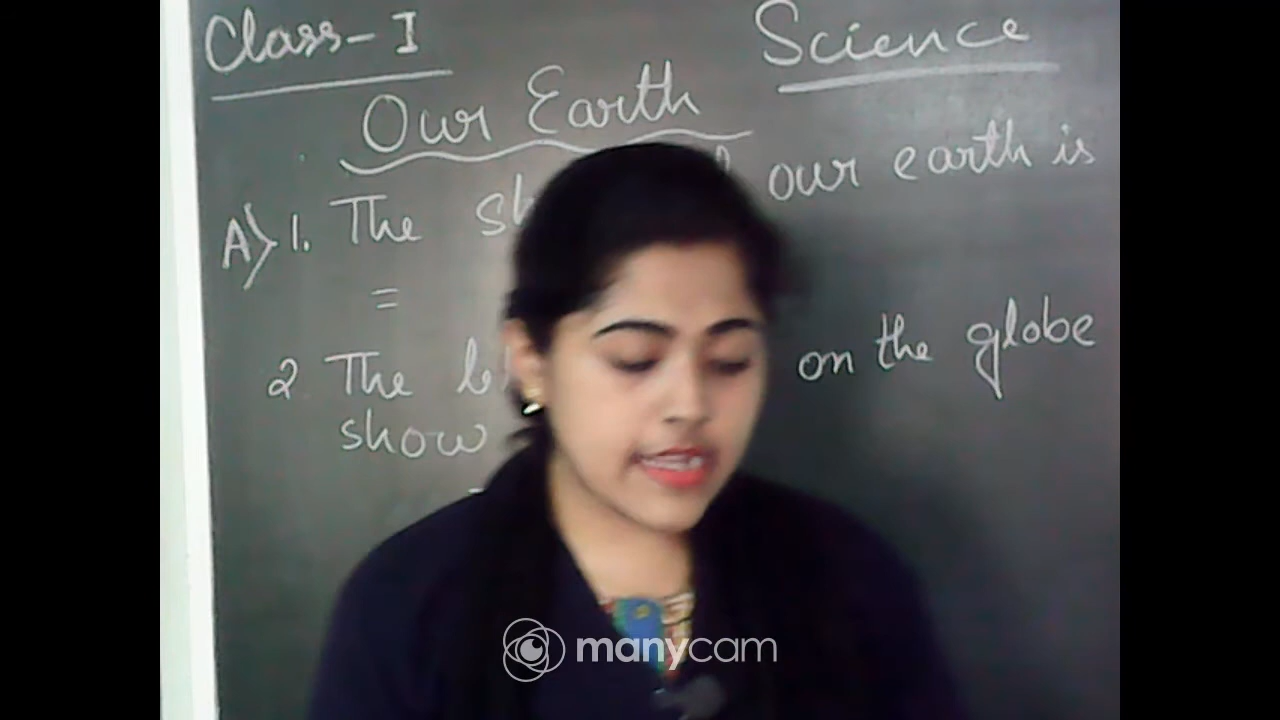 Class-I
Science
Our Earth
A) 1. The our earth is
=
2 The on the globe
show
manycam